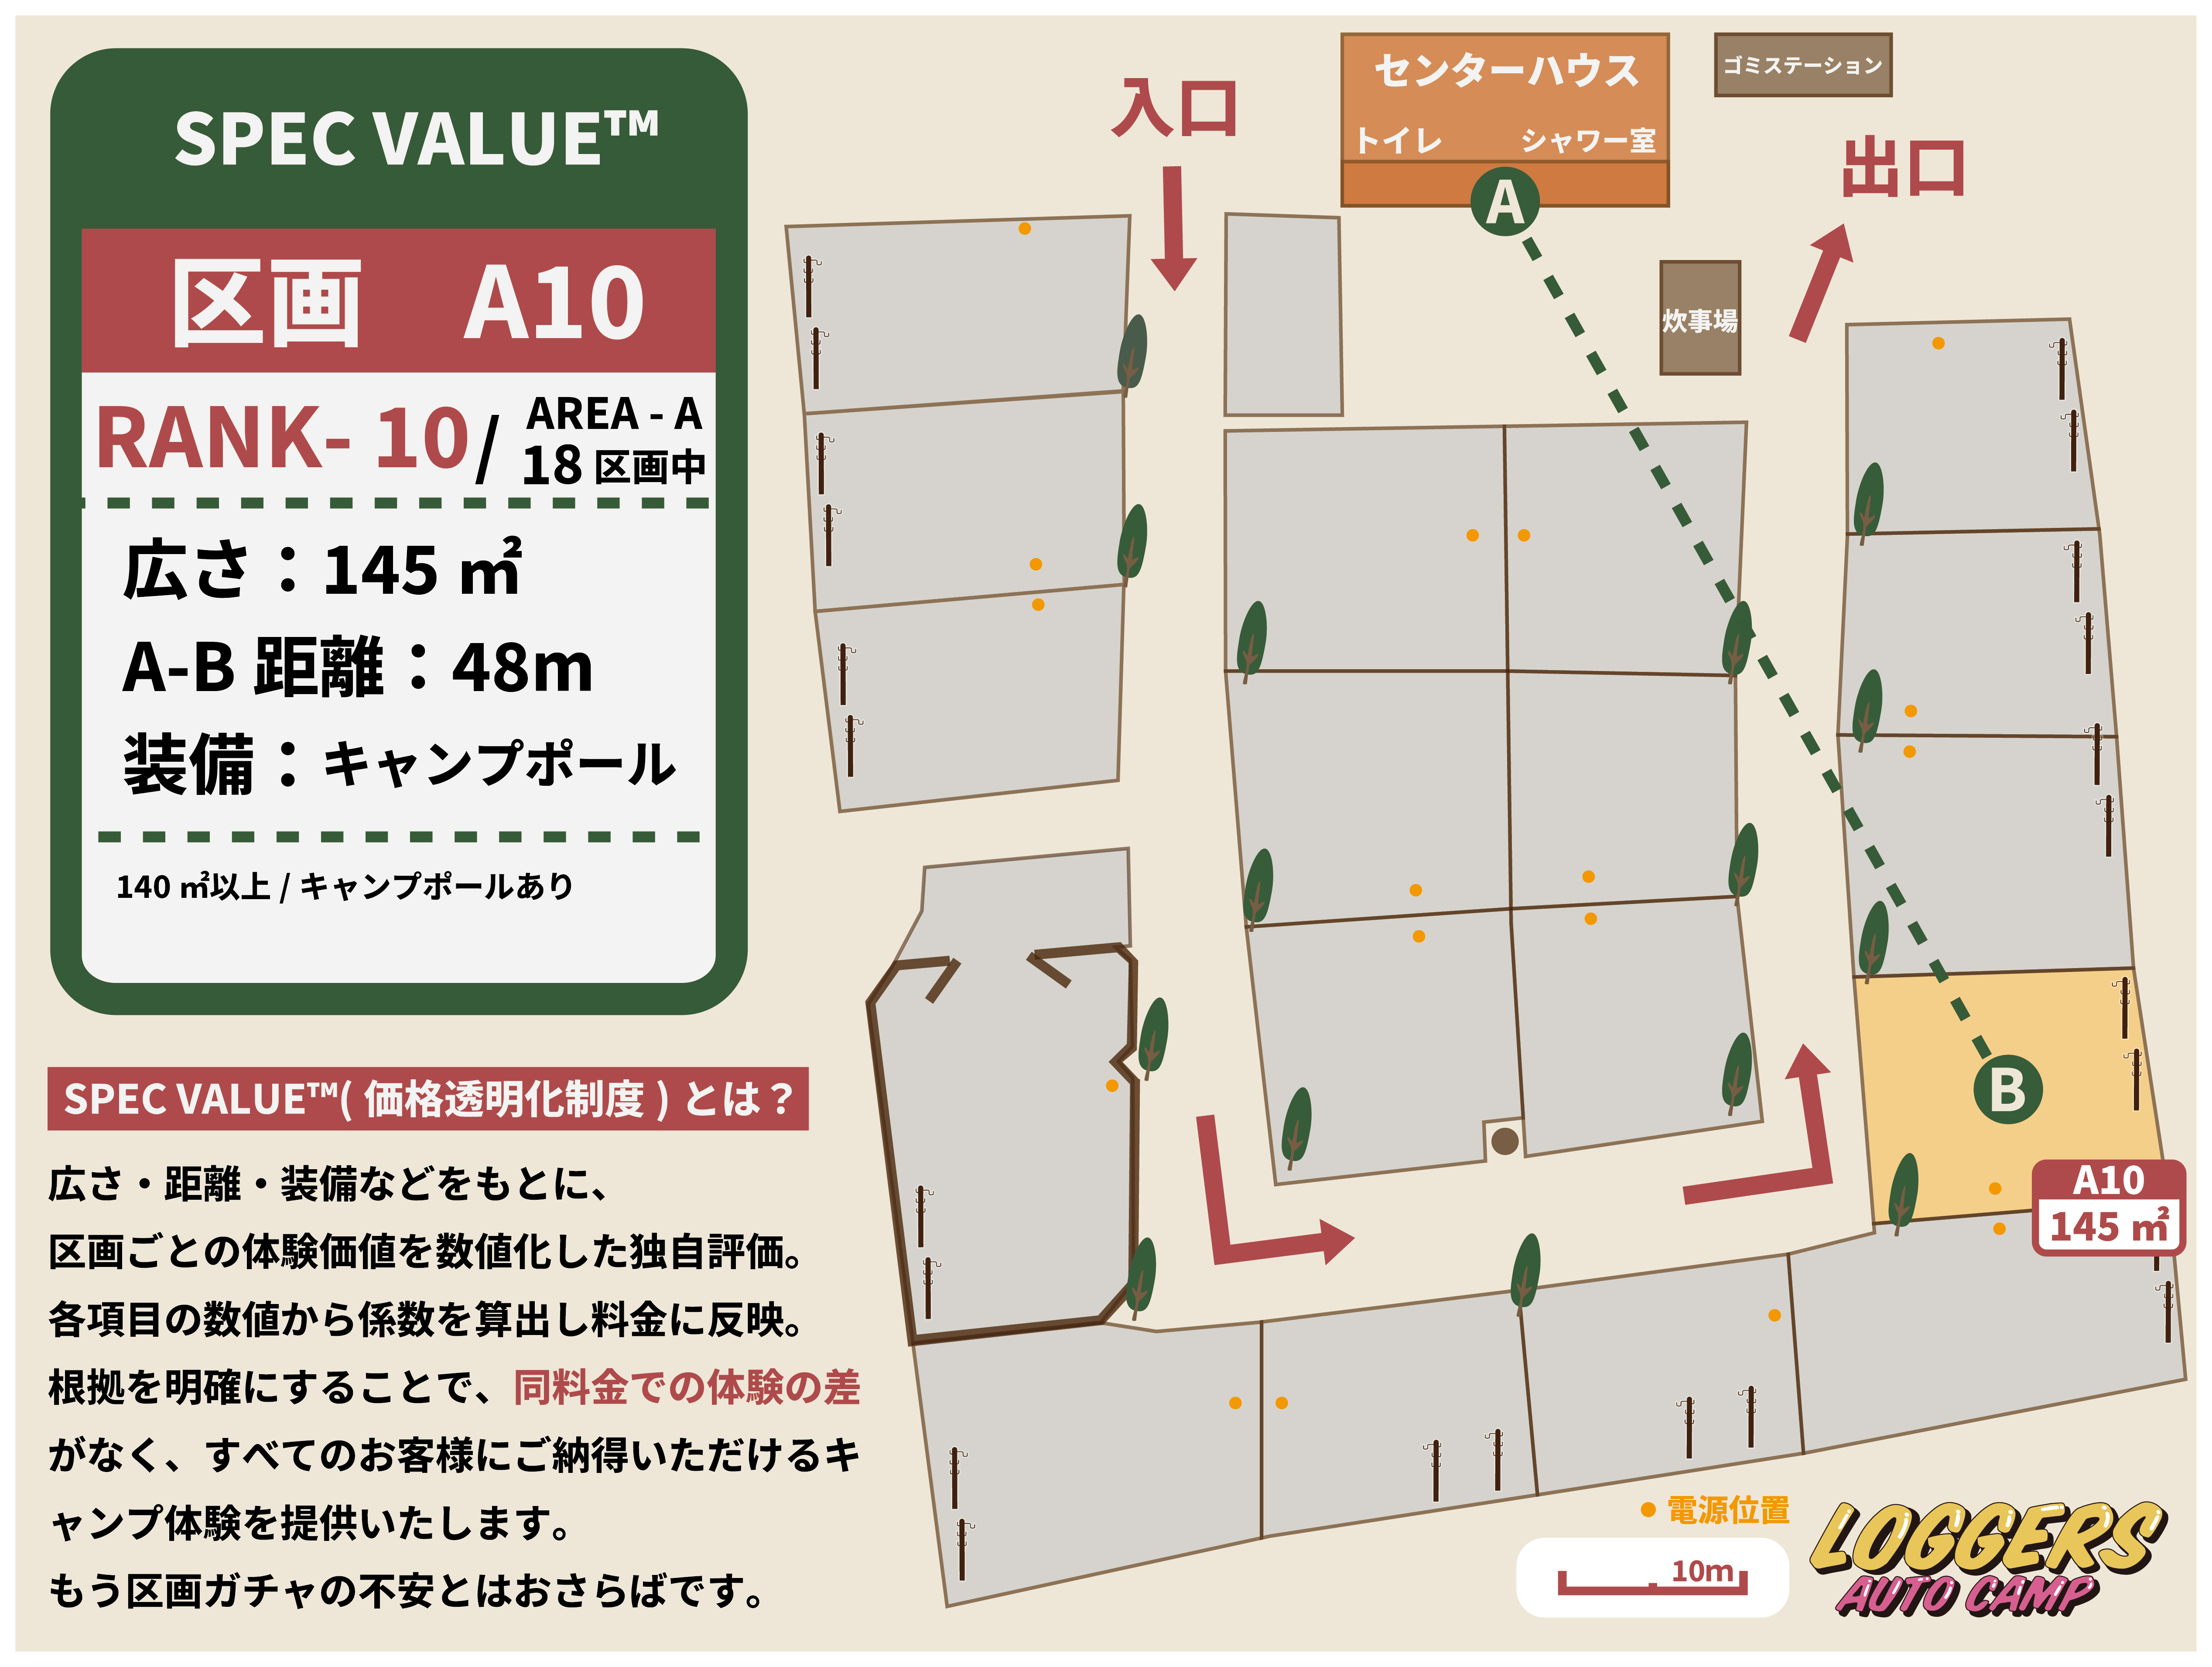 SPEC VALUE™
区画 A10
RANK- 10 / AREA - A
18 区画中
広さ：145 ㎡
A-B 距離：48m
装備：キャンプポール
140 ㎡以上 / キャンプポールあり
SPEC VALUE™( 価格透明化制度 ) とは？
広さ・距離・装備などをもとに、
区画ごとの体験価値を数値化した独自評価。
各項目の数値から係数を算出し料金に反映。
根拠を明確にすることで、同料金での体験の差
がなく、すべてのお客様にご納得いただけるキ
ャンプ体験を提供いたします。
もう区画ガチャの不安とはおさらばです。
入口
センターハウス
トイレ シャワー室
ゴミステーション
出口
A
炊事場
B
A10
145 ㎡
電源位置
10m
LOGGERS
AUTO CAMP